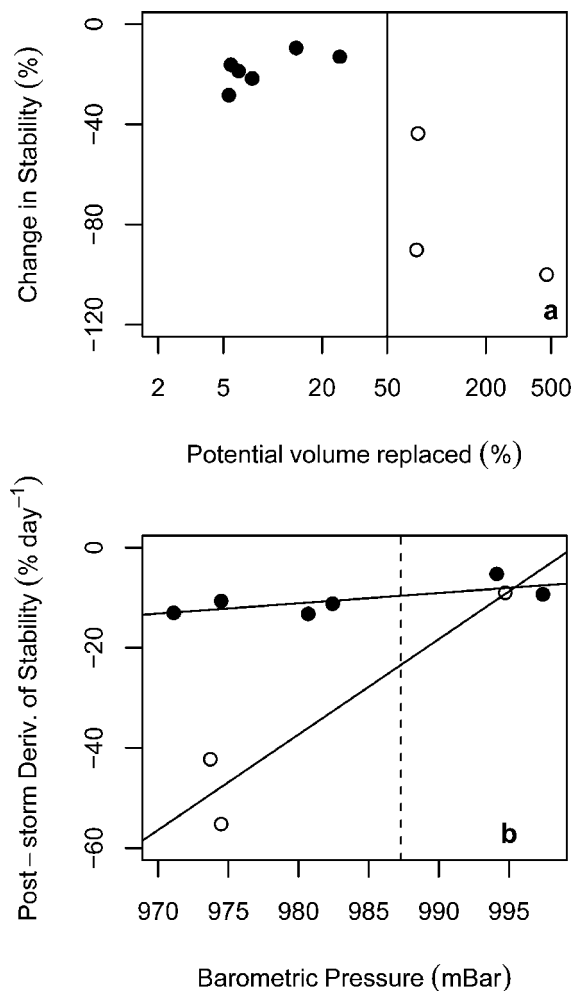 Change in Stability (%)
0
−40
−80
−120
a
2 5 20 50 200 500
Potential volume replaced (%)
Post−storm Deriv. of Stability (% day⁻¹)
0
−20
−40
−60
b
970 975 980 985 990 995
Barometric Pressure (mBar)